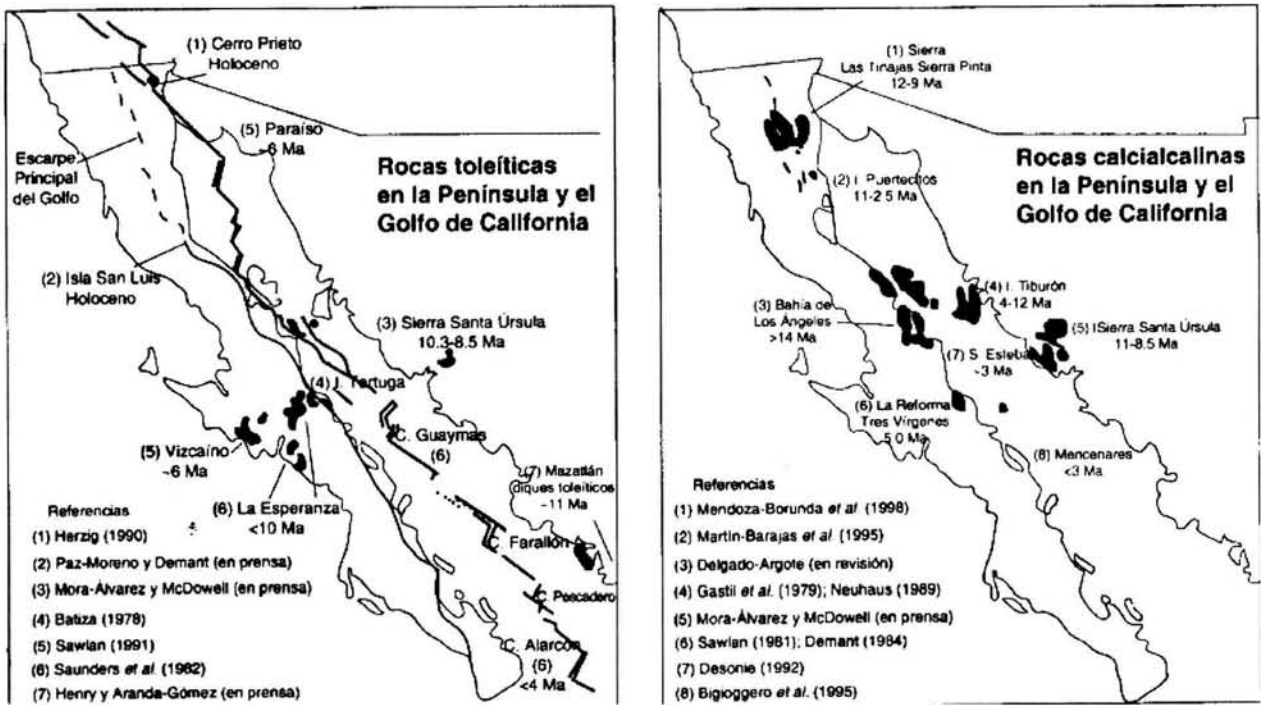 (1) Cerro Prieto
Holoceno
(5) Paraíso
~6 Ma
Escarpe
Principal
del Golfo
Rocas toleíticas
en la Península y el
Golfo de California
(2) Isla San Luis
Holoceno
(3) Sierra Santa Úrsula
10.3-8.5 Ma
(4) I. Tortuga
C. Guaymas
(6)
(5) Vizcaíno
~6 Ma
(7) Mazatlán
diques toleíticos
~11 Ma
(6) La Esperanza
<10 Ma
C. Farallón
C. Pescadero
C. Alarcón
(6)
<4 Ma
Referencias
(1) Herzig (1990)
(2) Paz-Moreno y Demant (en prensa)
(3) Mora-Álvarez y McDowell (en prensa)
(4) Batiza (1978)
(5) Sawlan (1991)
(6) Saunders et al (1982)
(7) Henry y Aranda-Gómez (en prensa)
(1) Sierra
Las Tinajas Sierra Pinta
12-9 Ma
Rocas calcialcalinas
en la Península y el
Golfo de California
(2) I. Puertecitos
11-2.5 Ma
(3) Bahía de
Los Ángeles
>14 Ma
(4) I. Tiburón
4-12 Ma
(5) ISierra Santa Úrsula
11-8.5 Ma
(7) S. Esteba
~3 Ma
(6) La Reforma
Tres Vírgenes
5.0 Ma
(8) Mencenares
<3 Ma
Referencias
(1) Mendoza-Borunda et al (1998)
(2) Martín-Barajas et al (1995)
(3) Delgado-Argote (en revisión)
(4) Gastil et al. (1979); Neuhaus (1989)
(5) Mora-Álvarez y McDowell (en prensa)
(6) Sawlan (1981); Demant (1984)
(7) Desonie (1992)
(8) Bigioggero et al. (1995)